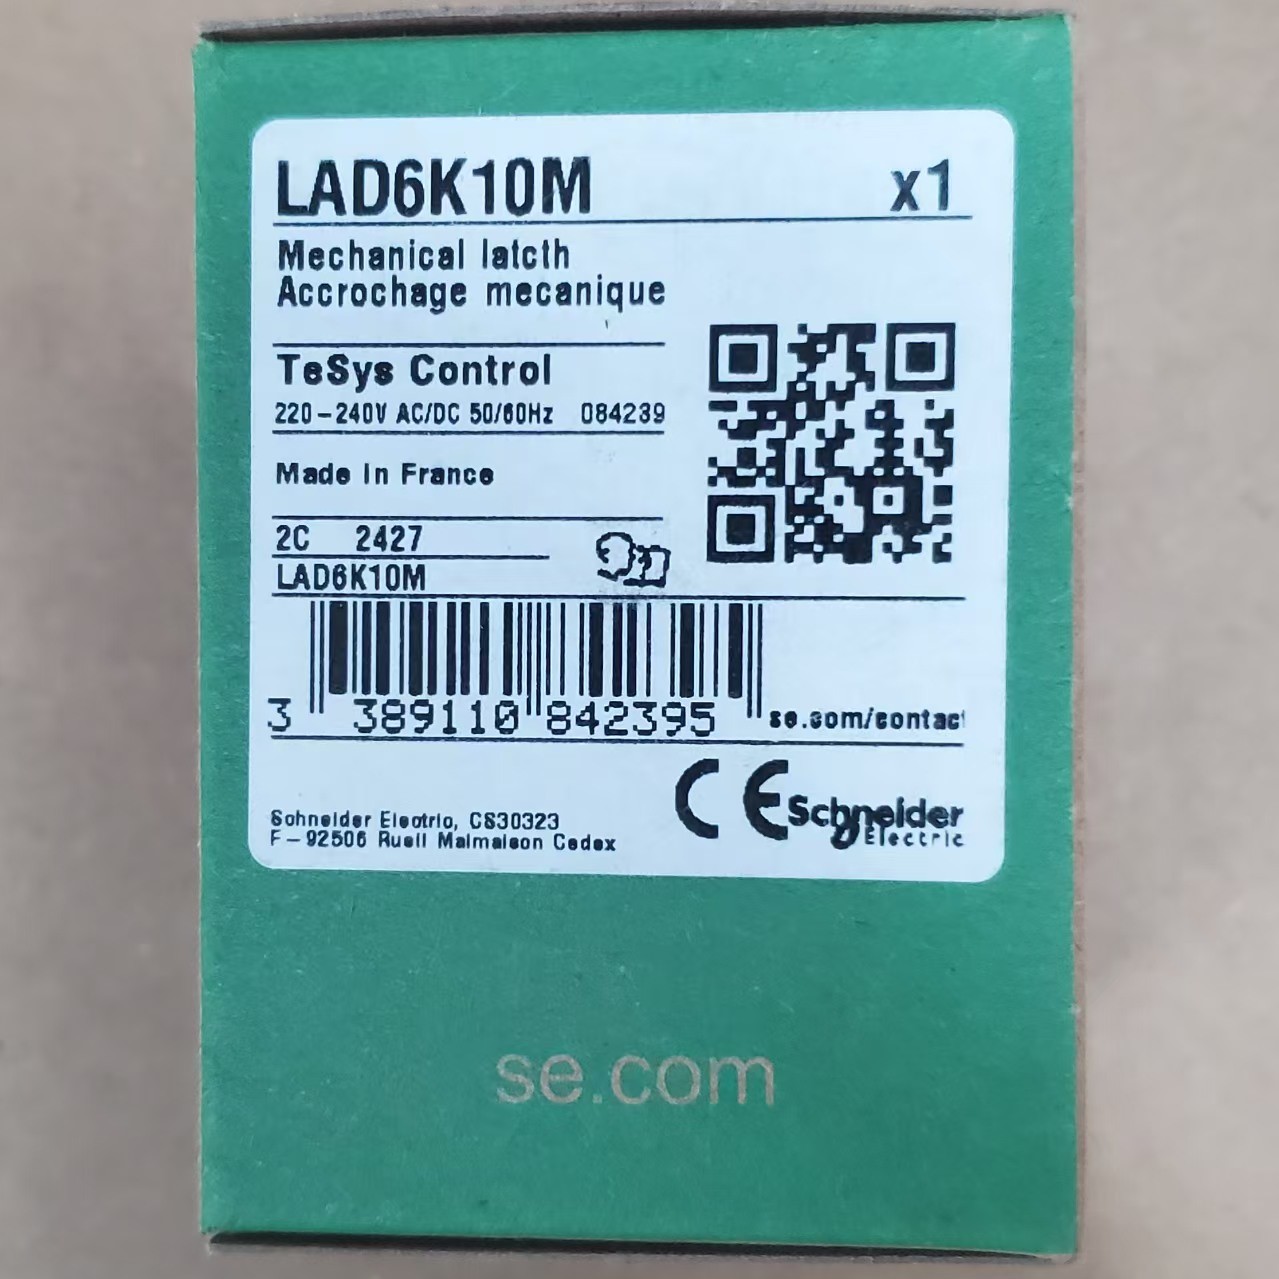 LAD6K10M x1
Mechanical latcth
Accrochage mecanique
TeSys Control
220-240V AC/DC 50/60Hz 084239
Made in France
2C 2427
LAD6K10M
3 389110 842395
se.com/contact
CE Schneider
Electric
Schneider Electric, CS30323
F-92506 Rueil Malmaison Cedex
se.com